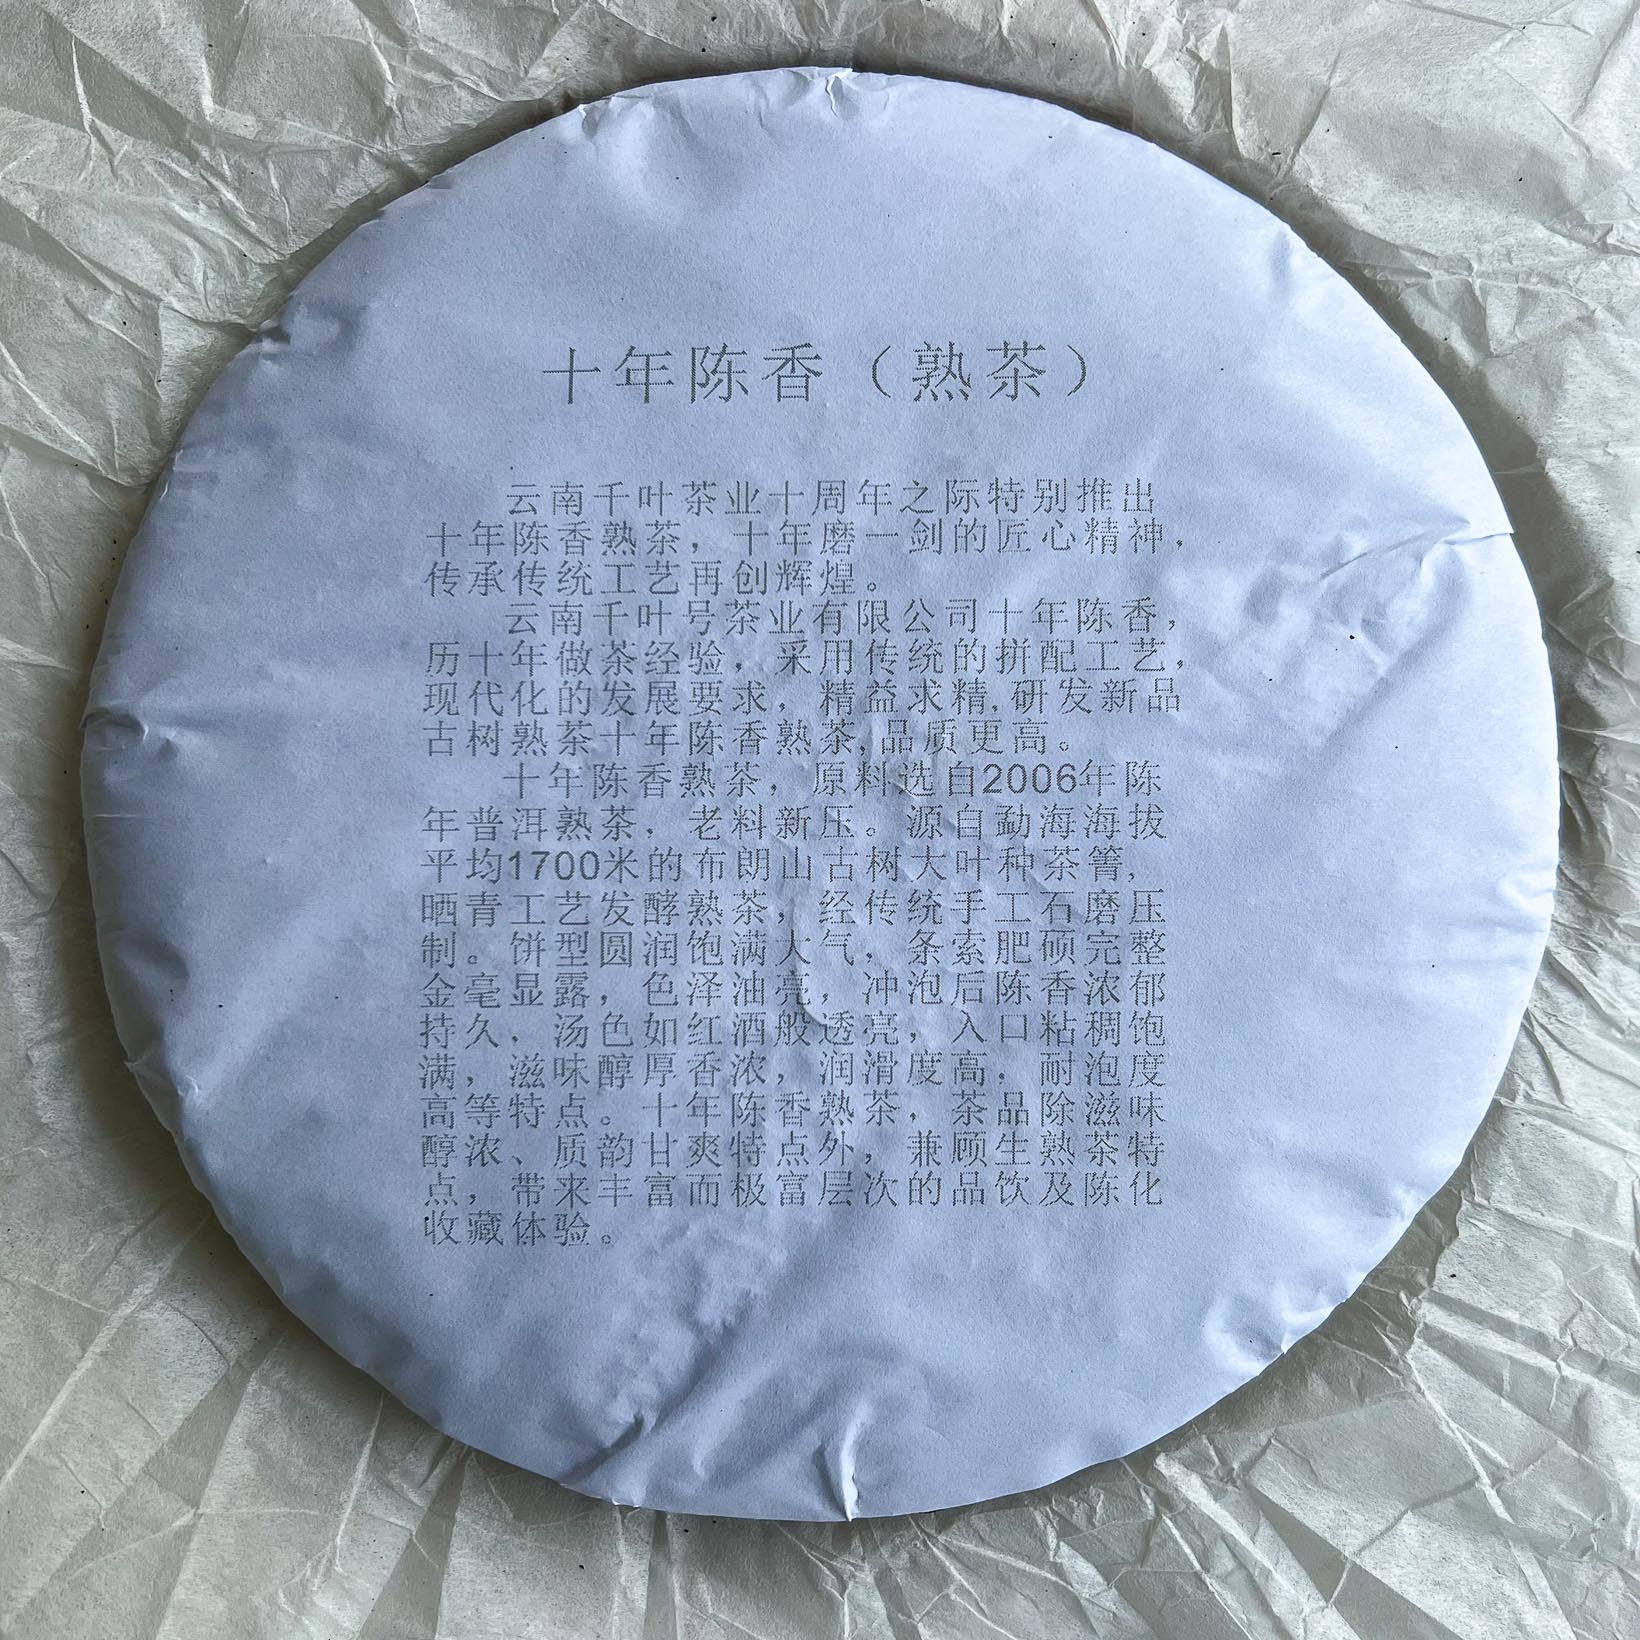 十年陈香（熟茶）
云南千叶茶业十周年之际特别推出
十年陈香熟茶，十年磨一剑的匠心精神，
传承传统工艺再创辉煌。
云南千叶号茶业有限公司十年陈香，
历十年做茶经验，采用传统的拼配工艺，
现代化的发展要求，精益求精,研发新品
古树熟茶十年陈香熟茶,品质更高。
十年陈香熟茶，原料选自2006年陈
年普洱熟茶，老料新压。源自勐海海拔
平均1700米的布朗山古树大叶种茶箐,
晒青工艺发酵熟茶，经传统手工石磨压
制。饼型圆润饱满大气，条索肥硕完整
金毫显露，色泽油亮，冲泡后陈香浓郁
持久，汤色如红酒般透亮，入口粘稠饱
满，滋味醇厚香浓，润滑度高，耐泡度
高等特点。十年陈香熟茶，茶品除滋味
醇浓、质韵甘爽特点外，兼顾生熟茶特
点，带来丰富而极富层次的品饮及陈化
收藏体验。